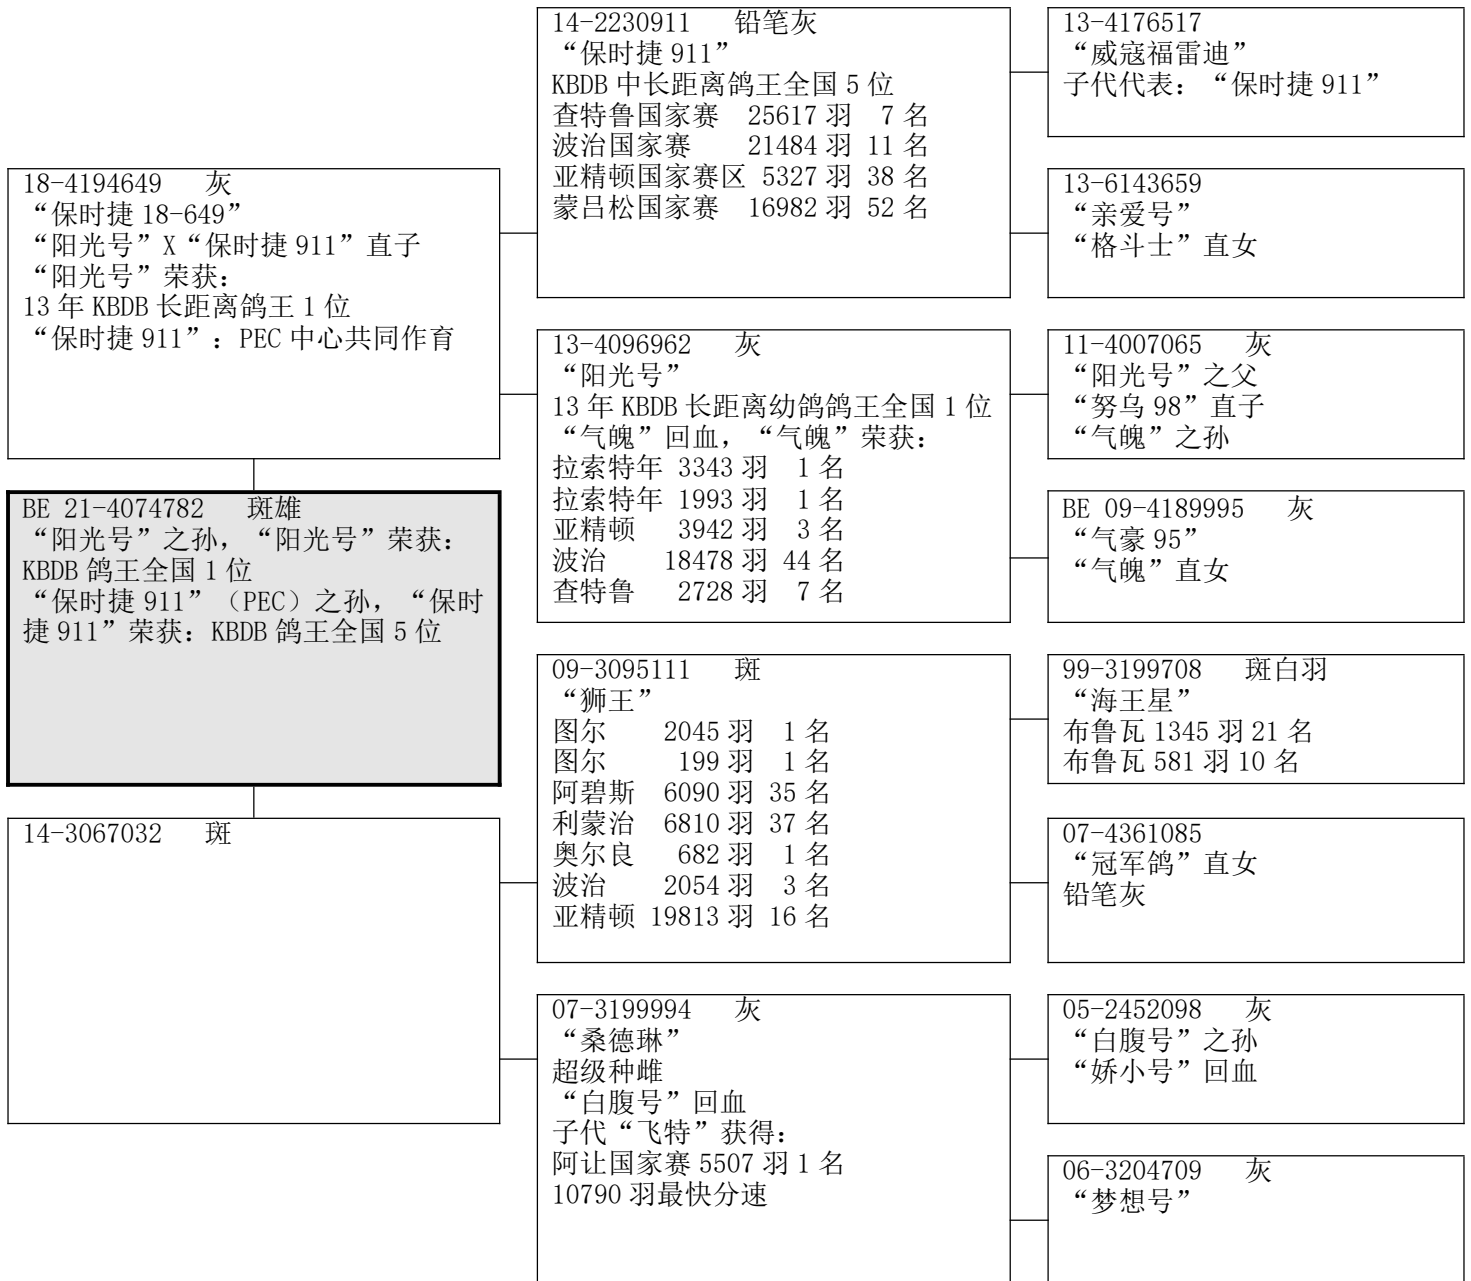 14-2230911 铅笔灰
“保时捷 911”
KBDB 中长距离鸽王全国 5 位
查特鲁国家赛 25617 羽 7 名
波治国家赛 21484 羽 11 名
亚精顿国家赛区 5327 羽 38 名
蒙吕松国家赛 16982 羽 52 名
13-4176517
“威寇福雷迪”
子代代表：“保时捷 911”
13-6143659
“亲爱号”
“格斗士”直女
18-4194649 灰
“保时捷 18-649”
“阳光号”X“保时捷 911”直子
“阳光号”荣获：
13 年 KBDB 长距离鸽王 1 位
“保时捷 911”：PEC 中心共同作育
13-4096962 灰
“阳光号”
13 年 KBDB 长距离幼鸽鸽王全国 1 位
“气魄”回血，“气魄”荣获：
拉索特年 3343 羽 1 名
拉索特年 1993 羽 1 名
亚精顿 3942 羽 3 名
波治 18478 羽 44 名
查特鲁 2728 羽 7 名
11-4007065 灰
“阳光号”之父
“努乌 98”直子
“气魄”之孙
BE 09-4189995 灰
“气豪 95”
“气魄”直女
BE 21-4074782 斑雄
“阳光号”之孙，“阳光号”荣获：
KBDB 鸽王全国 1 位
“保时捷 911”（PEC）之孙，“保时
捷 911”荣获：KBDB 鸽王全国 5 位
09-3095111 斑
“狮王”
图尔 2045 羽 1 名
图尔 199 羽 1 名
阿碧斯 6090 羽 35 名
利蒙治 6810 羽 37 名
奥尔良 682 羽 1 名
波治 2054 羽 3 名
亚精顿 19813 羽 16 名
99-3199708 斑白羽
“海王星”
布鲁瓦 1345 羽 21 名
布鲁瓦 581 羽 10 名
07-4361085
“冠军鸽”直女
铅笔灰
14-3067032 斑
07-3199994 灰
“桑德琳”
超级种雌
“白腹号”回血
子代“飞特”获得：
阿让国家赛 5507 羽 1 名
10790 羽最快分速
05-2452098 灰
“白腹号”之孙
“娇小号”回血
06-3204709 灰
“梦想号”